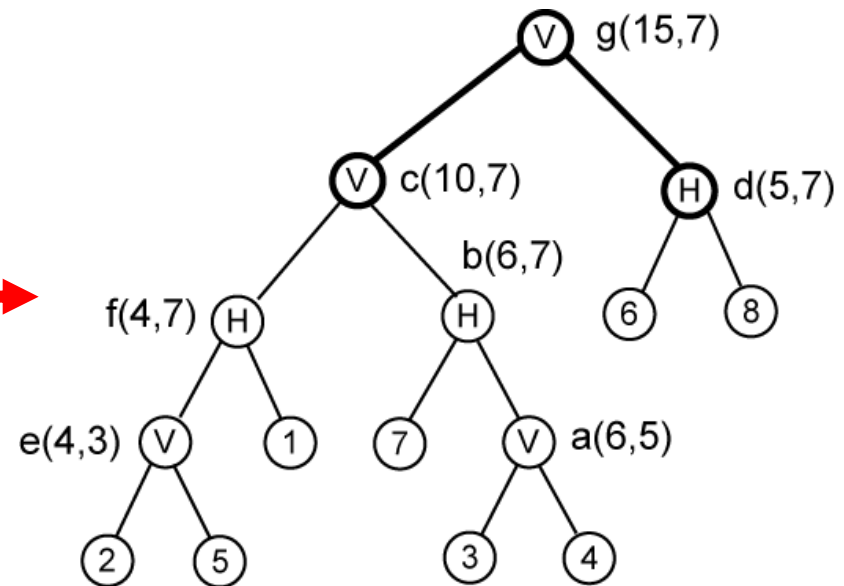 V g(15,7)
V c(10,7) H d(5,7)
b(6,7)
f(4,7) H H 6 8
e(4,3) V 1 7 V a(6,5)
2 5 3 4